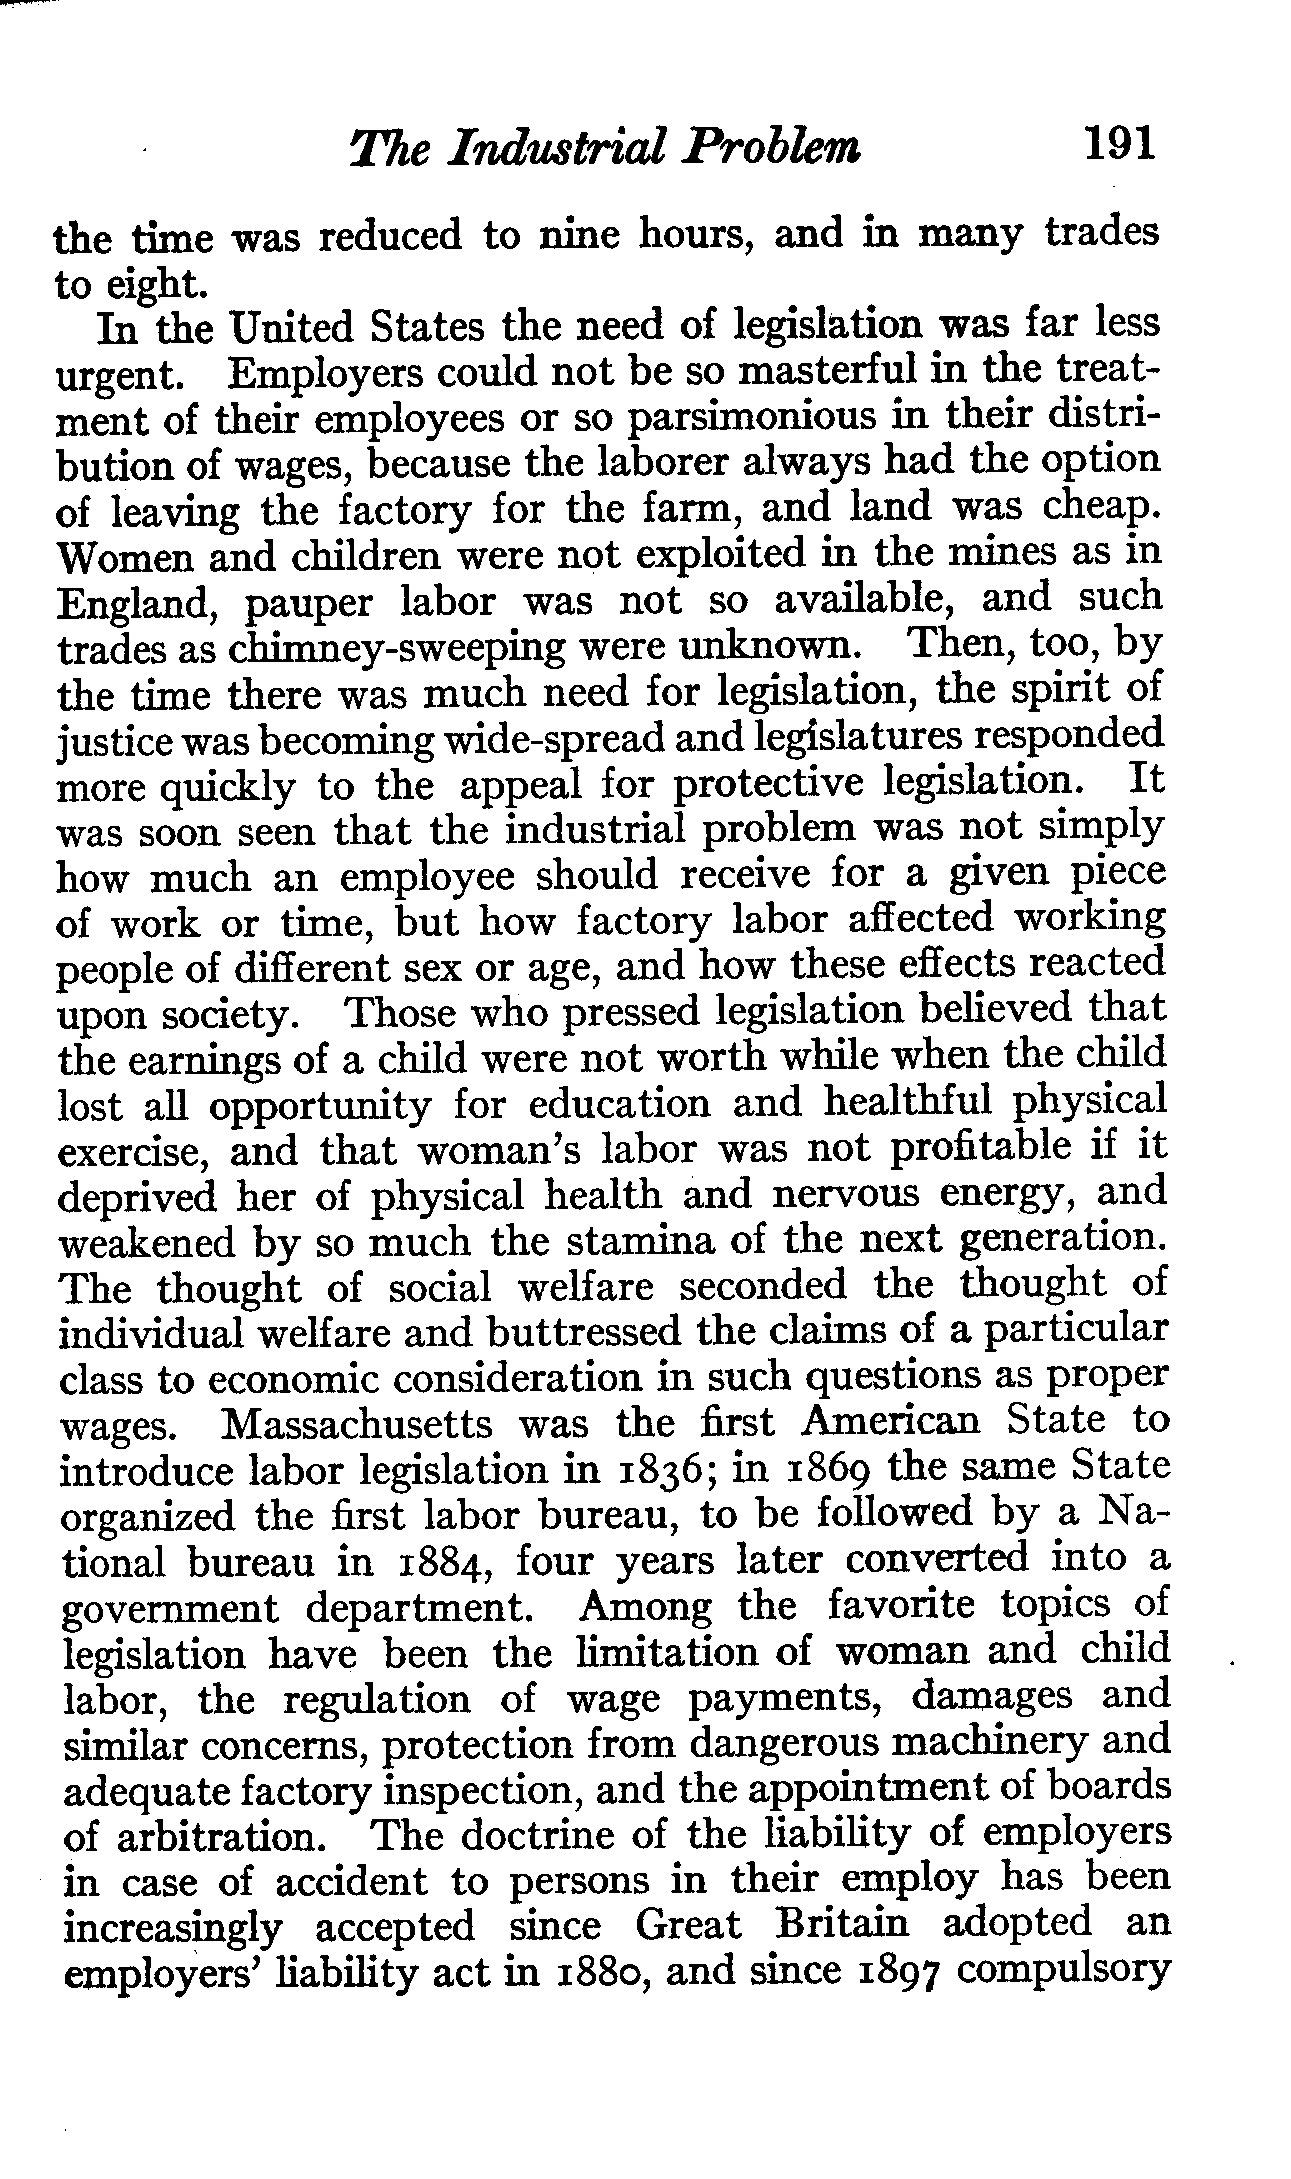 The Industrial Problem 191
the time was reduced to nine hours, and in many trades
to eight.
In the United States the need of legislation was far less
urgent. Employers could not be so masterful in the treat-
ment of their employees or so parsimonious in their distri-
bution of wages, because the laborer always had the option
of leaving the factory for the farm, and land was cheap.
Women and children were not exploited in the mines as in
England, pauper labor was not so available, and such
trades as chimney-sweeping were unknown. Then, too, by
the time there was much need for legislation, the spirit of
justice was becoming wide-spread and legislatures responded
more quickly to the appeal for protective legislation. It
was soon seen that the industrial problem was not simply
how much an employee should receive for a given piece
of work or time, but how factory labor affected working
people of different sex or age, and how these effects reacted
upon society. Those who pressed legislation believed that
the earnings of a child were not worth while when the child
lost all opportunity for education and healthful physical
exercise, and that woman's labor was not profitable if it
deprived her of physical health and nervous energy, and
weakened by so much the stamina of the next generation.
The thought of social welfare seconded the thought of
individual welfare and buttressed the claims of a particular
class to economic consideration in such questions as proper
wages. Massachusetts was the first American State to
introduce labor legislation in 1836; in 1869 the same State
organized the first labor bureau, to be followed by a Na-
tional bureau in 1884, four years later converted into a
government department. Among the favorite topics of
legislation have been the limitation of woman and child
labor, the regulation of wage payments, damages and
similar concerns, protection from dangerous machinery and
adequate factory inspection, and the appointment of boards
of arbitration. The doctrine of the liability of employers
in case of accident to persons in their employ has been
increasingly accepted since Great Britain adopted an
employers' liability act in 1880, and since 1897 compulsory